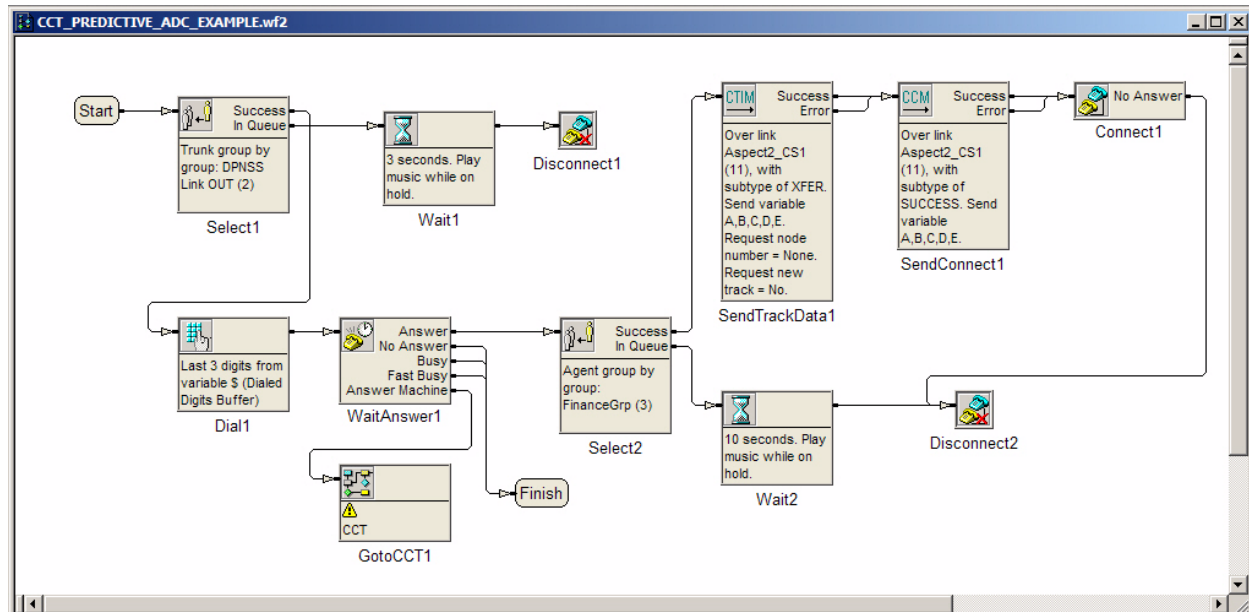 CCT_PREDICTIVE_ADC_EXAMPLE.wf2
Start
Success
In Queue
Trunk group by
group: DPNSS
Link OUT (2)
Select1
3 seconds. Play
music while on
hold.
Wait1
Disconnect1
CTIM
Success
Error
Over link
Aspect2_CS1
(11), with
subtype of XFER.
Send variable
A,B,C,D,E.
Request node
number = None.
Request new
track = No.
SendTrackData1
CCM
Success
Error
Over link
Aspect2_CS1
(11), with
subtype of
SUCCESS. Send
variable
A,B,C,D,E.
SendConnect1
No Answer
Connect1
Last 3 digits from
variable $ (Dialed
Digits Buffer)
Dial1
Answer
No Answer
Busy
Fast Busy
Answer Machine
WaitAnswer1
Success
In Queue
Agent group by
group:
FinanceGrp (3)
Select2
10 seconds. Play
music while on
hold.
Wait2
Disconnect2
CCT
GotoCCT1
Finish